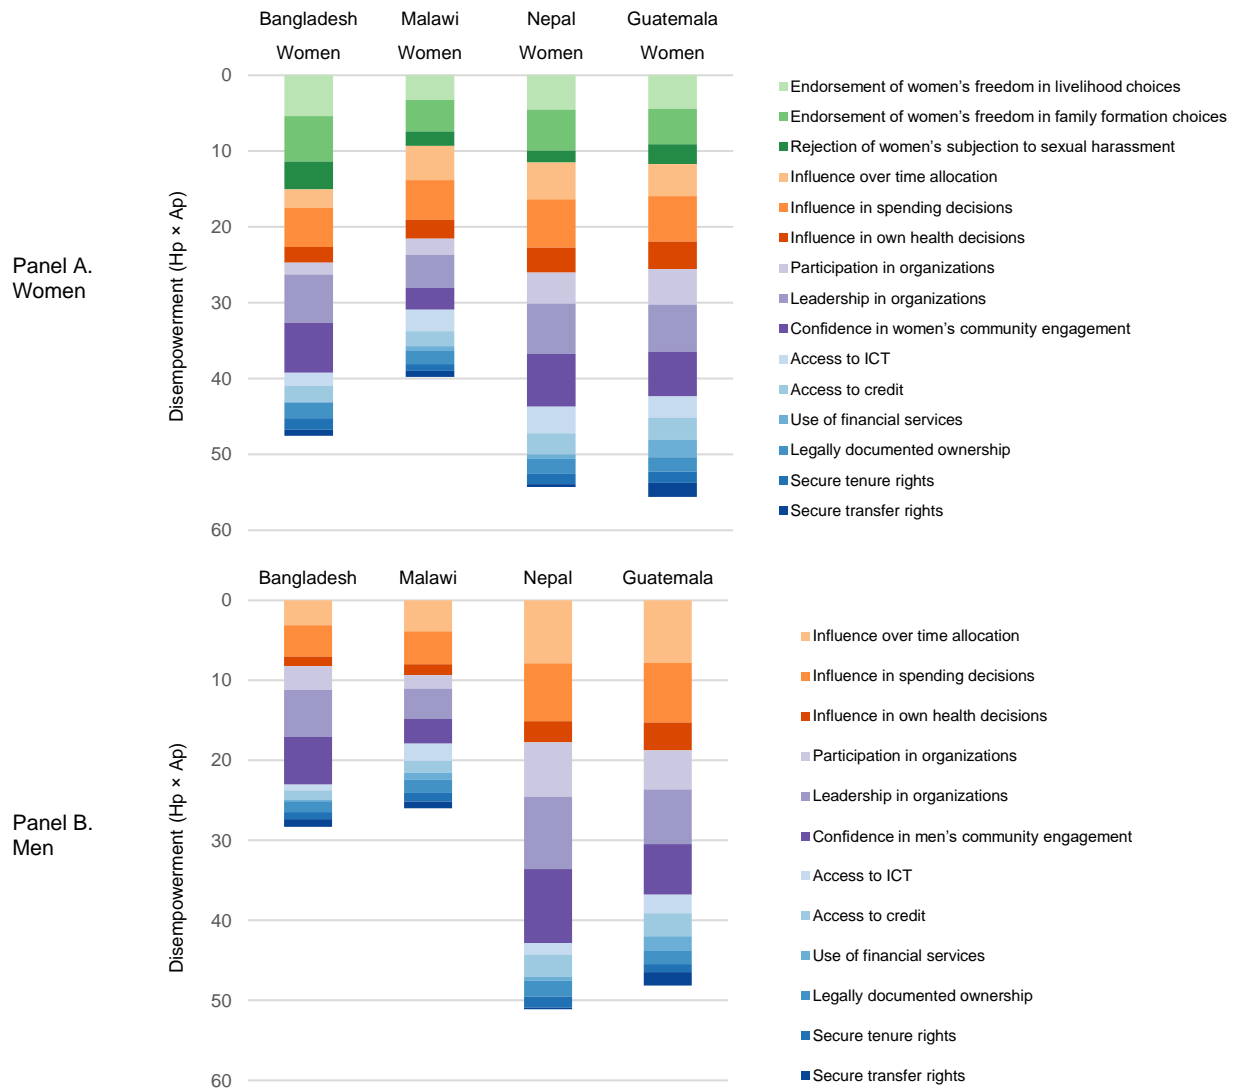 Bangladesh Malawi Nepal Guatemala
Women Women Women Women
0
10
20
30
40
50
60
Disempowerment (Hp × Ap)
Panel A.
Women
Endorsement of women’s freedom in livelihood choices
Endorsement of women’s freedom in family formation choices
Rejection of women’s subjection to sexual harassment
Influence over time allocation
Influence in spending decisions
Influence in own health decisions
Participation in organizations
Leadership in organizations
Confidence in women’s community engagement
Access to ICT
Access to credit
Use of financial services
Legally documented ownership
Secure tenure rights
Secure transfer rights
Bangladesh Malawi Nepal Guatemala
0
10
20
30
40
50
60
Disempowerment (Hp × Ap)
Panel B.
Men
Influence over time allocation
Influence in spending decisions
Influence in own health decisions
Participation in organizations
Leadership in organizations
Confidence in men’s community engagement
Access to ICT
Access to credit
Use of financial services
Legally documented ownership
Secure tenure rights
Secure transfer rights